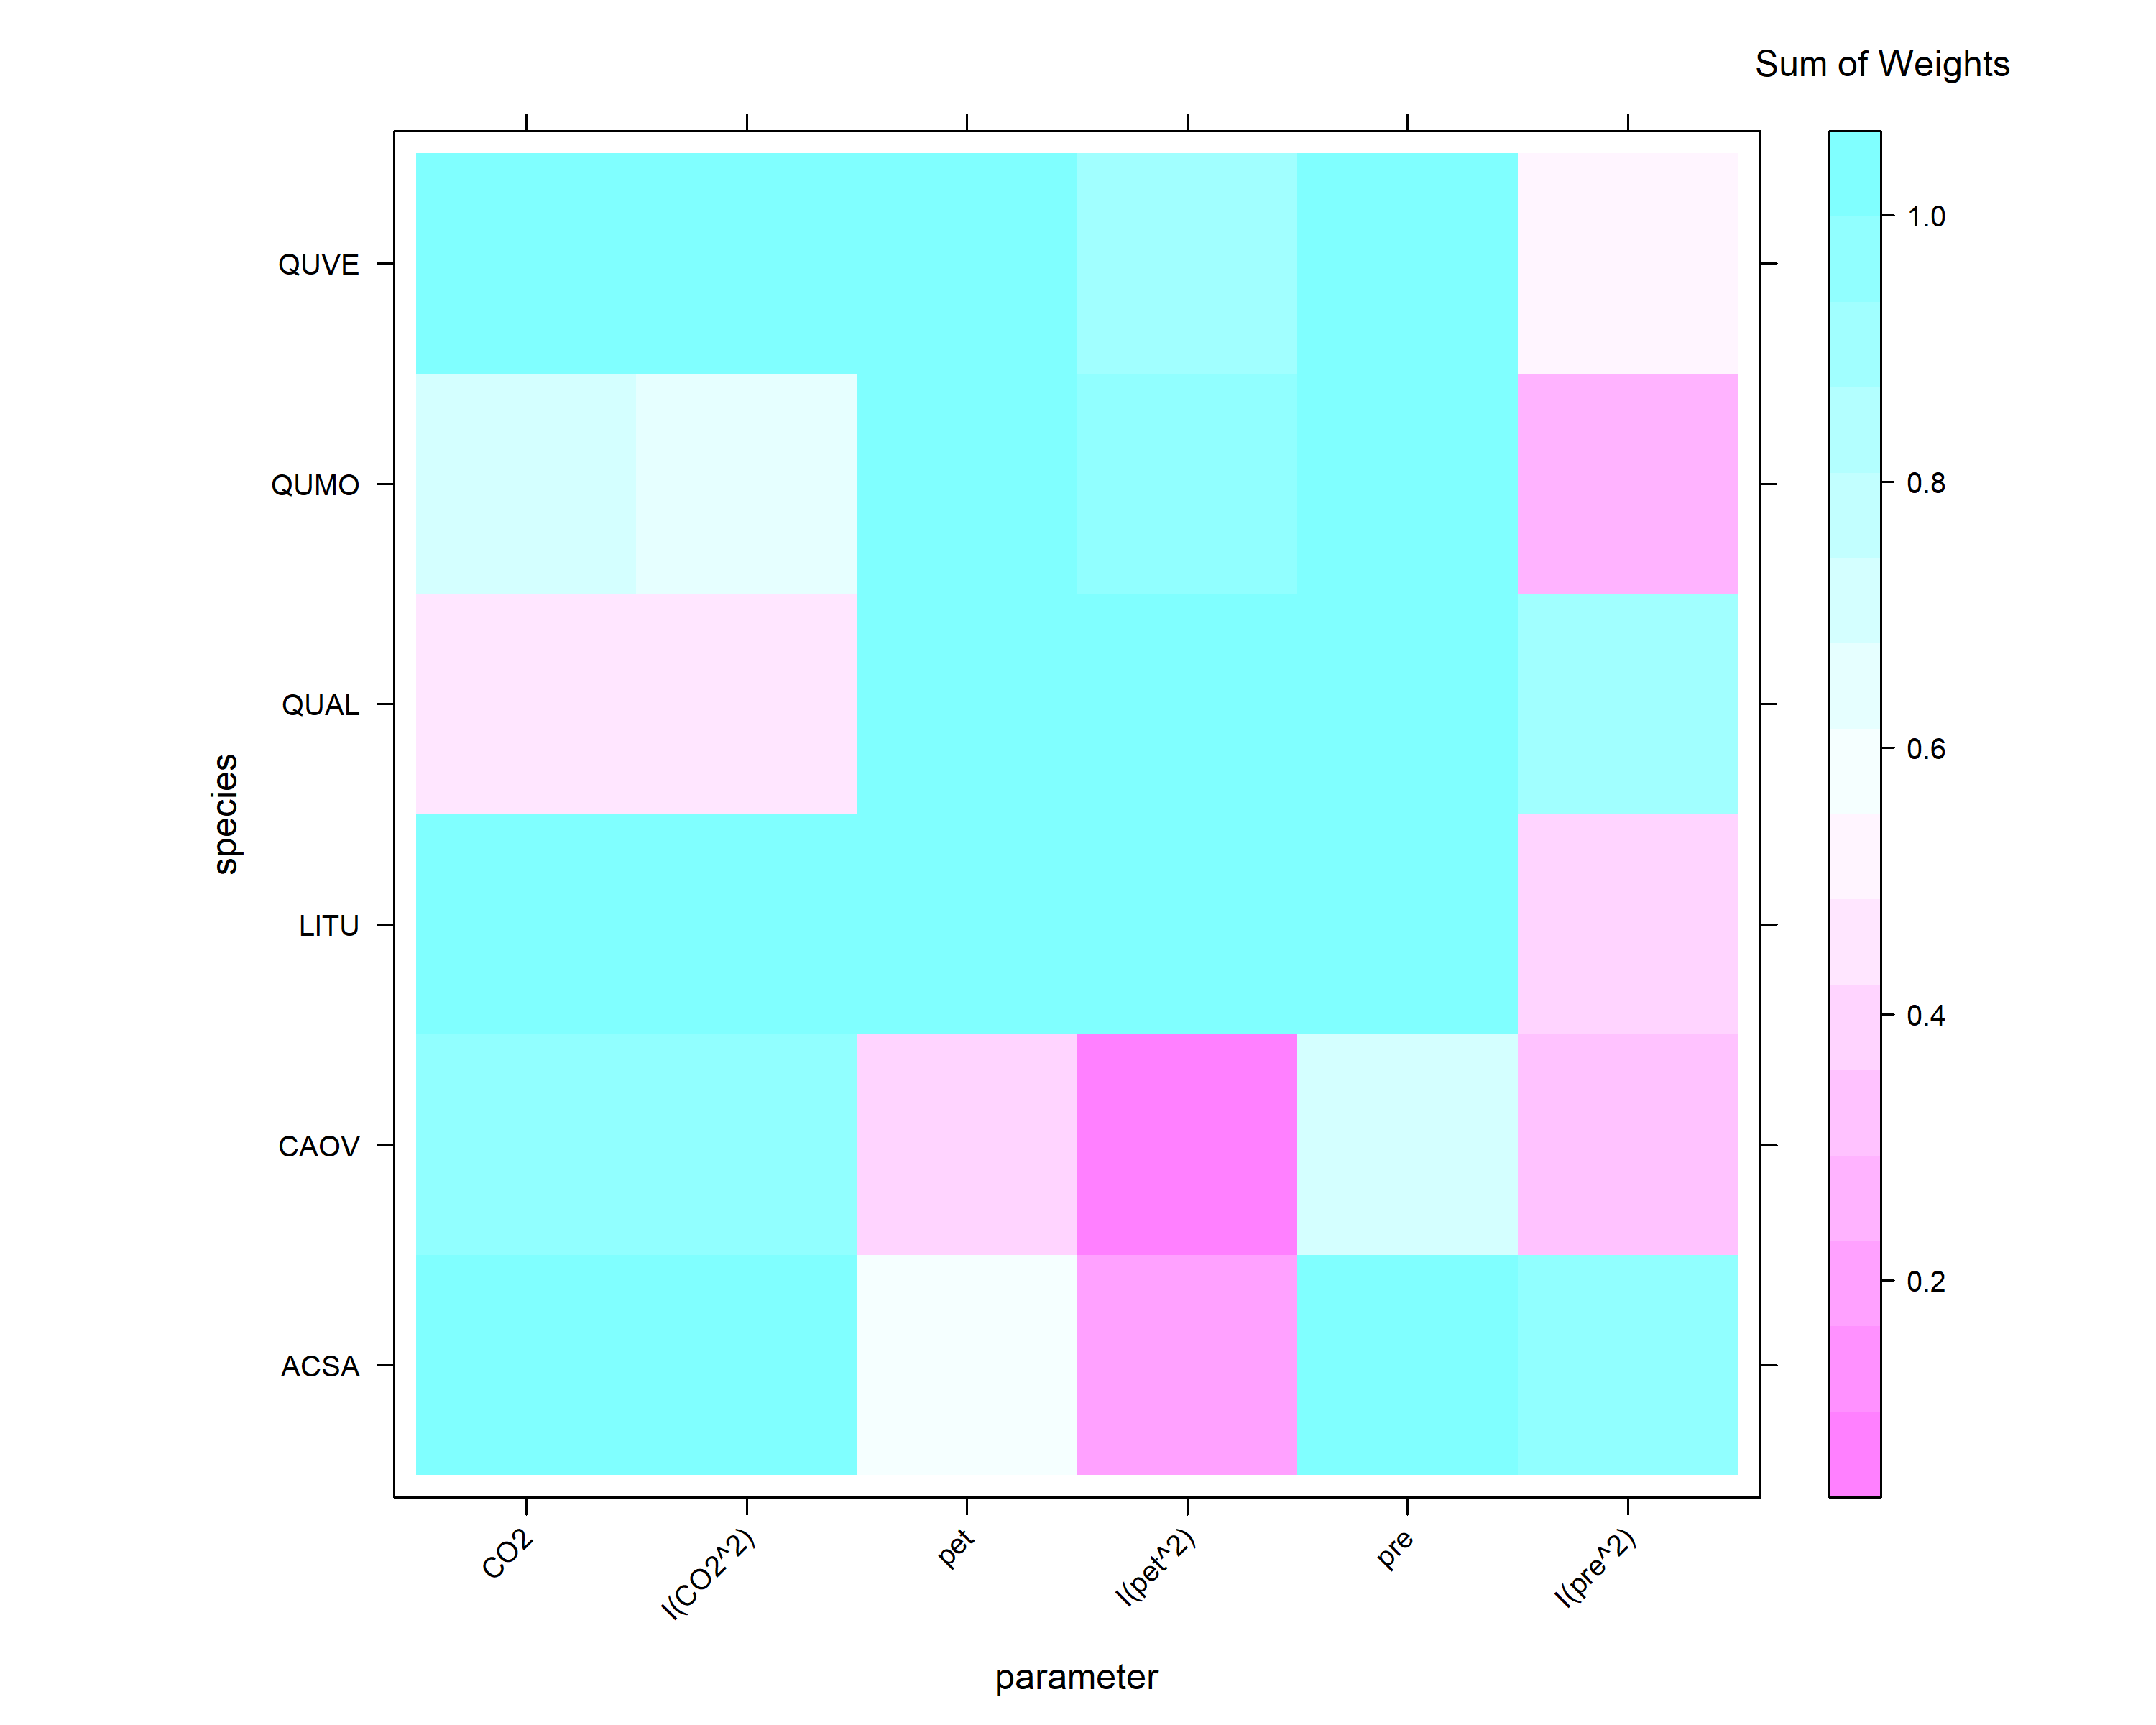 Sum of Weights
QUVE
QUMO
QUAL
LITU
CAOV
ACSA
species
1.0
0.8
0.6
0.4
0.2
CO2
I(CO2^2)
pet
I(pet^2)
pre
I(pre^2)
parameter